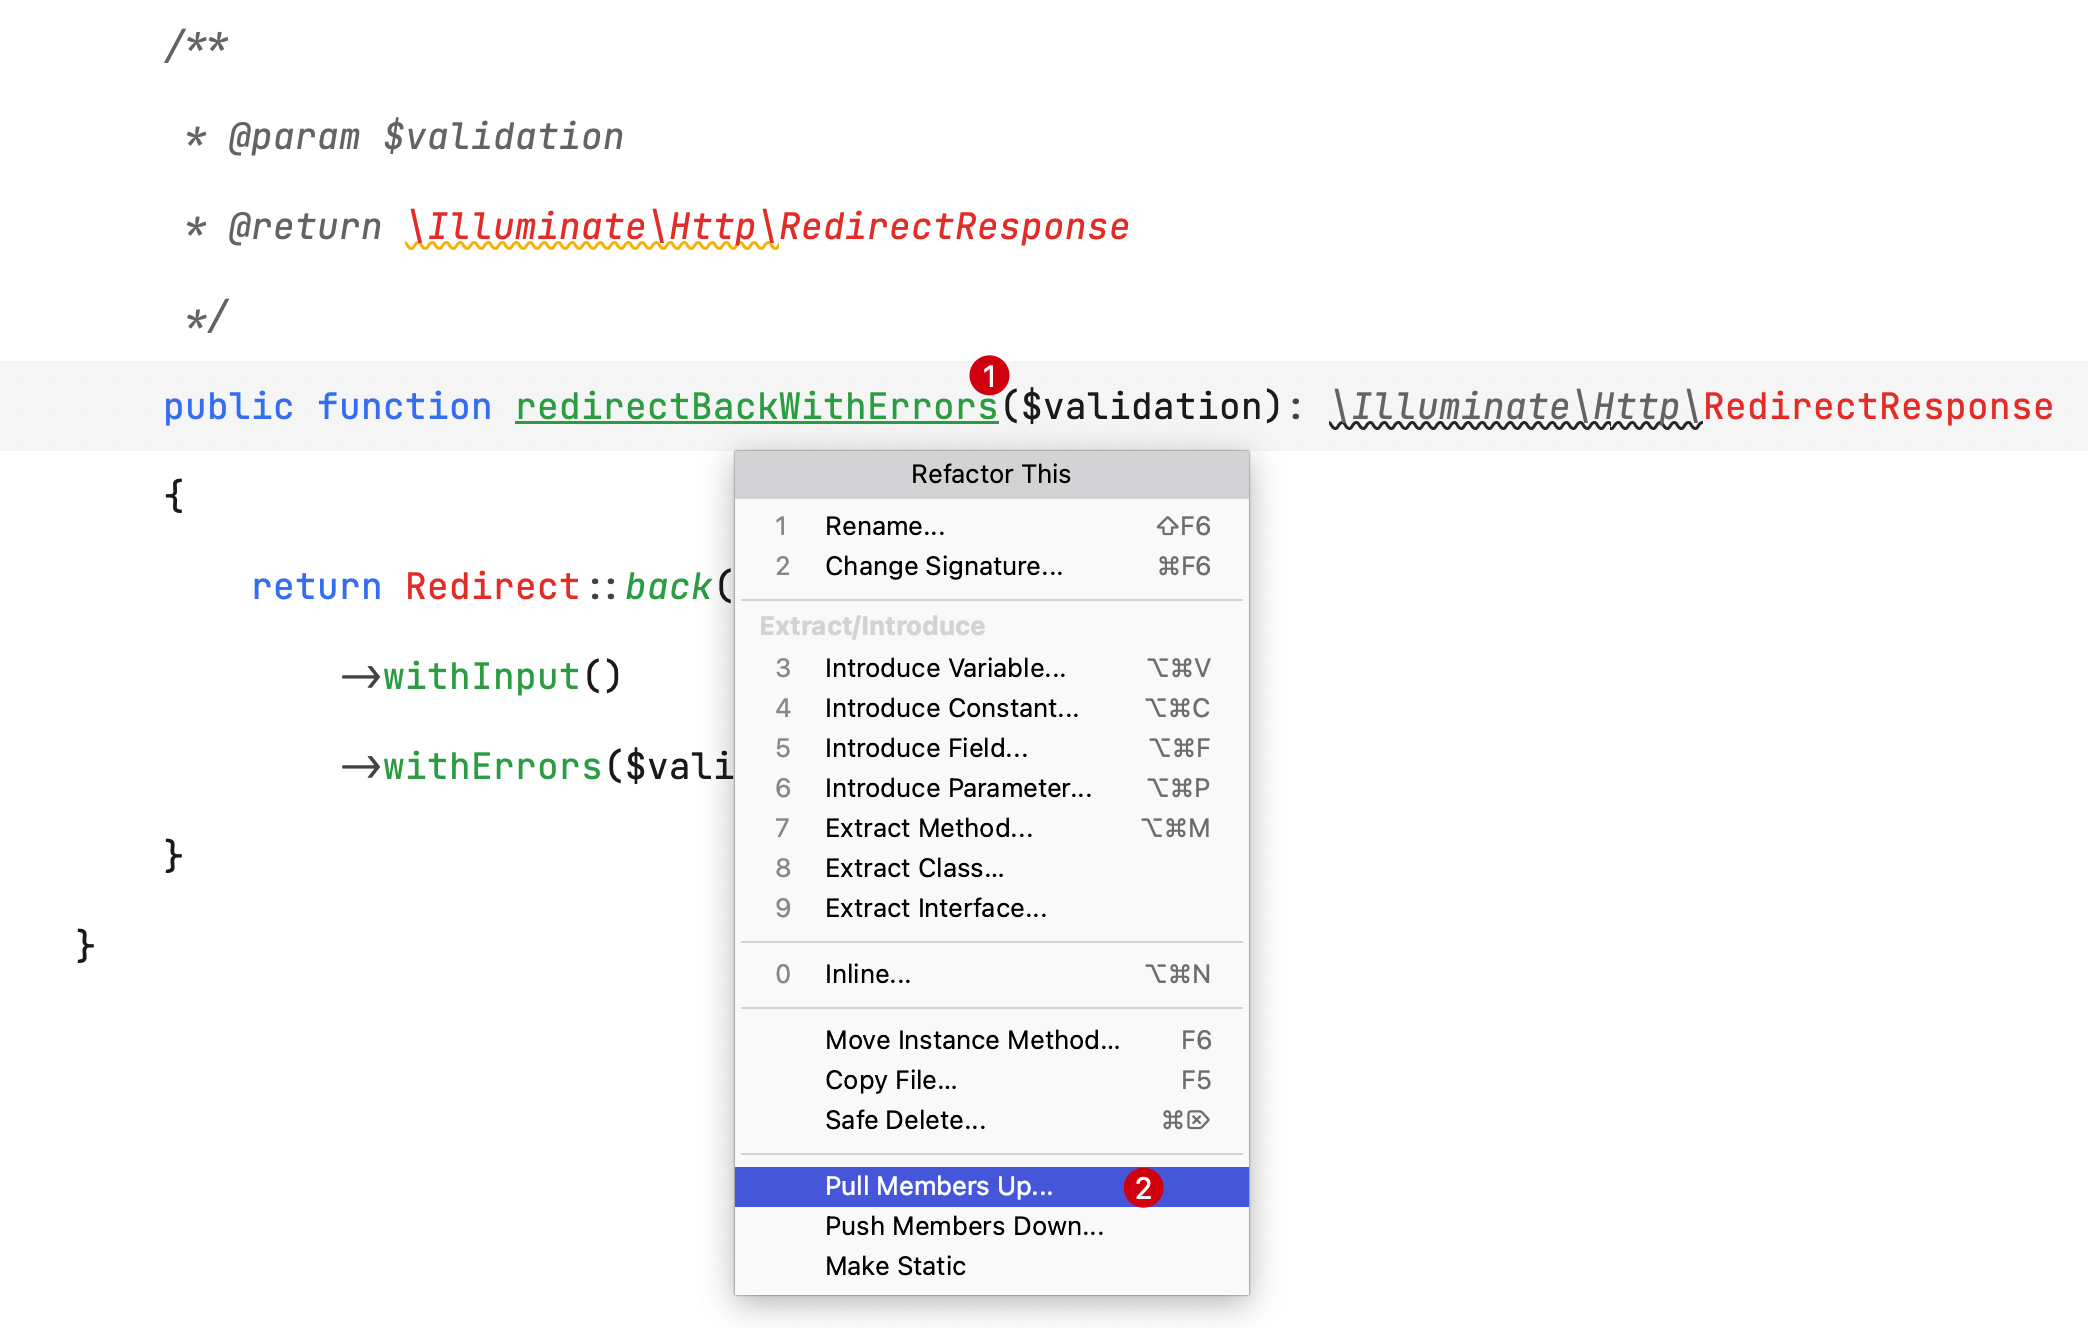 /**
* @param $validation
* @return \Illuminate\Http\RedirectResponse
*/
1
public function redirectBackWithErrors($validation): \Illuminate\Http\RedirectResponse
{
return Redirect::back(
->withInput()
->withErrors($vali
}
}
Refactor This
1 Rename... ⇧F6
2 Change Signature... ⌘F6
Extract/Introduce
3 Introduce Variable... ⌥⌘V
4 Introduce Constant... ⌥⌘C
5 Introduce Field... ⌥⌘F
6 Introduce Parameter... ⌥⌘P
7 Extract Method... ⌥⌘M
8 Extract Class...
9 Extract Interface...
0 Inline... ⌥⌘N
Move Instance Method... F6
Copy File... F5
Safe Delete... ⌘⌦
Pull Members Up... 2
Push Members Down...
Make Static